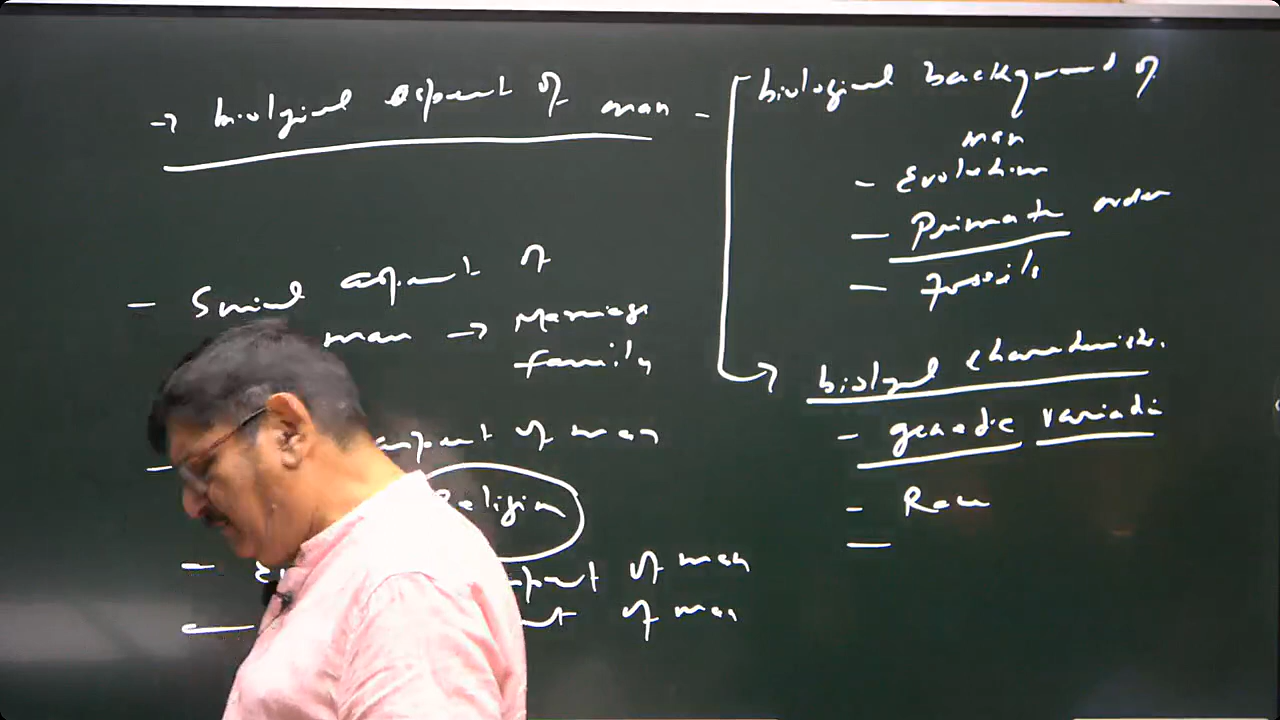 → biological aspect of man -
- Social aspect of
man → Marriage
family
- aspect of man
Religion
- aspect of man
- of man
biological background of
man
- Evolution
- Primate order
- fossils
→ biological characteristics.
- genetic variation
- Race
-